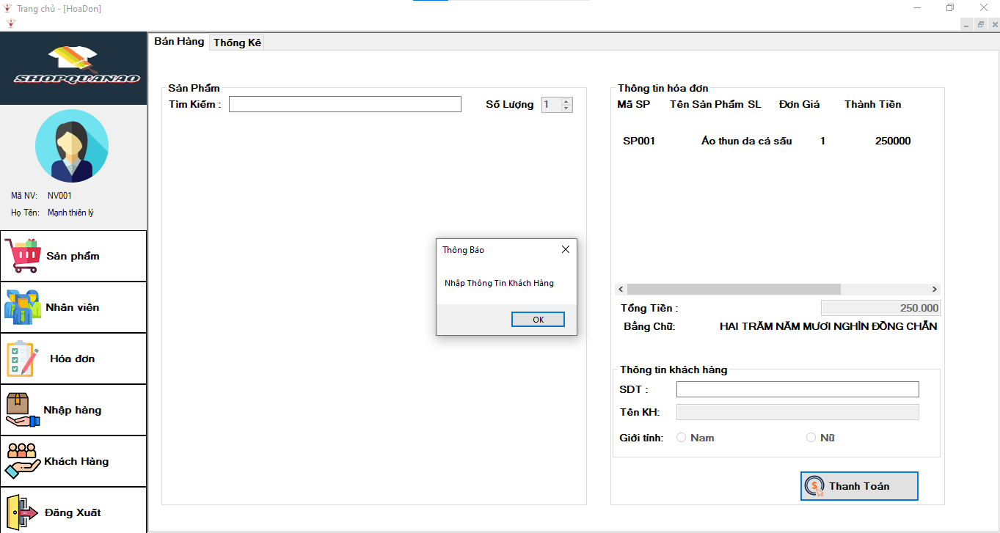 Trang chủ - [HoaDon]
SHOPQUANAO
Mã NV: NV001
Họ Tên: Mạnh thiên lý
Sản phẩm
Nhân viên
Hóa đơn
Nhập hàng
Khách Hàng
Đăng Xuất
Bán Hàng Thống Kê
Sản Phẩm
Tìm Kiếm : Số Lượng 1
Thông Báo
Nhập Thông Tin Khách Hàng
OK
Thông tin hóa đơn
Mã SP Tên Sản Phẩm SL Đơn Giá Thành Tiền
SP001 Áo thun da cá sấu 1 250000
Tổng Tiền : 250.000
Bằng Chữ: HAI TRĂM NĂM MƯƠI NGHÌN ĐỒNG CHẴN
Thông tin khách hàng
SDT :
Tên KH:
Giới tính: Nam Nữ
Thanh Toán